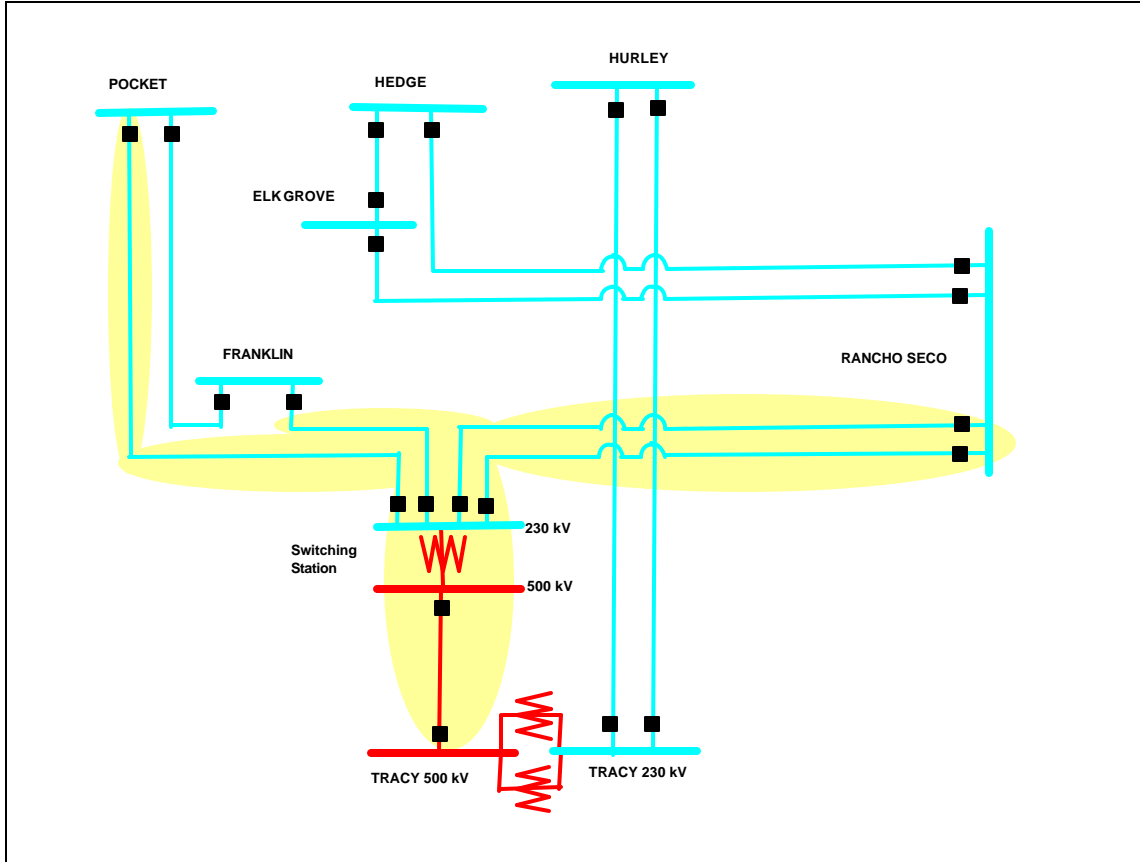 HURLEY
HEDGE
POCKET
ELK GROVE
FRANKLIN
RANCHO SECO
230 kV
Switching
Station
500 kV
TRACY 500 kV
TRACY 230 kV